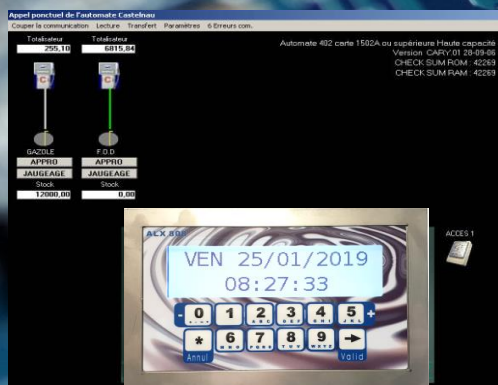 Appel ponctuel de l'automate Castelnau
Couper la communication Lecture Transfert Paramètres 6 Erreurs com.
Totalisateur Totalisateur
255,10 6815,84
Automate 402 carte 1502A ou supérieure Haute capacité
Version CARY.01 28-09-06
CHECK SUM ROM : 42269
CHECK SUM RAM : 42269
C C
GAZOLE F.O.D
APPRO APPRO
JAUGEAGE JAUGEAGE
Stock Stock
12000,00 0,00
ACCES 1
ALX 808
VEN 25/01/2019
08:27:33
- 0 1 2 3 4 5 +
* 6 7 8 9 →
Annul Valid